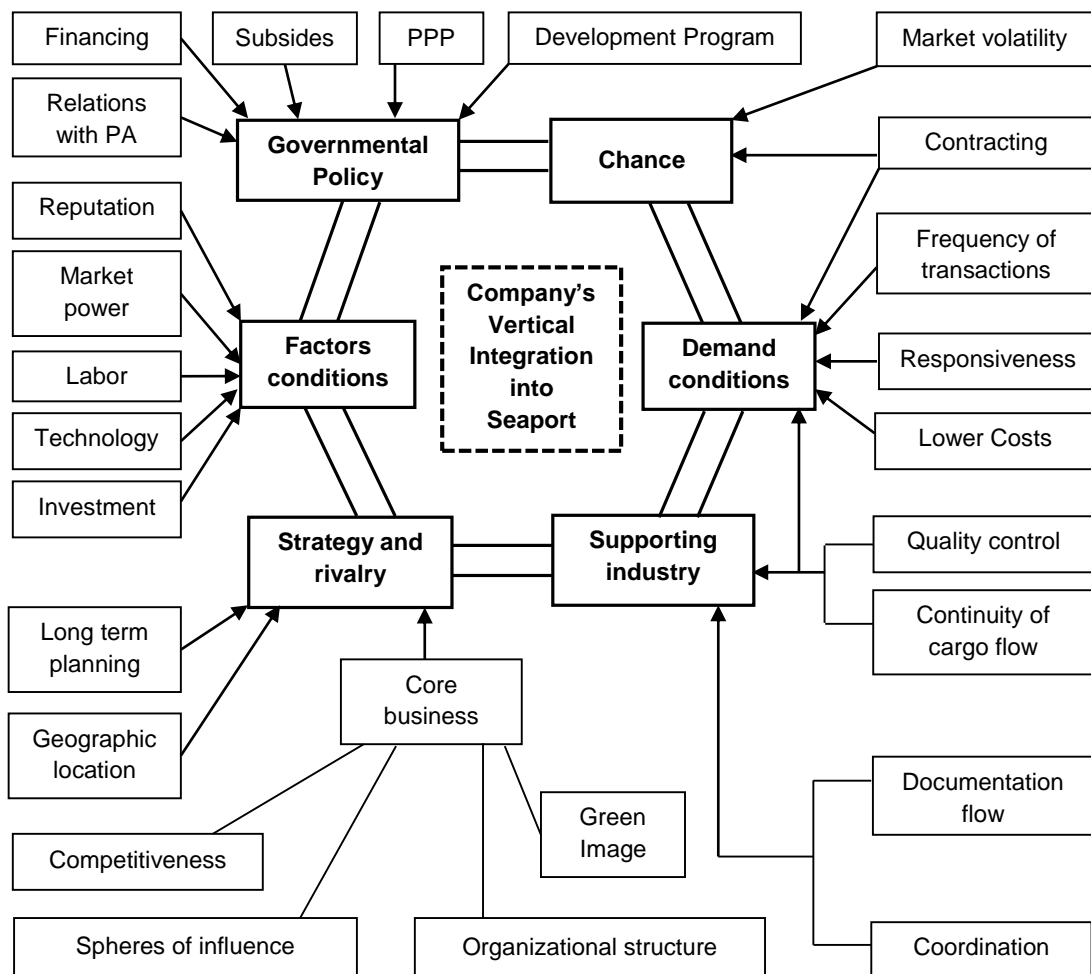 Financing
Subsides
PPP
Development Program
Market volatility
Relations
with PA
Governmental
Policy
Chance
Contracting
Reputation
Frequency of
transactions
Market
power
Company’s
Vertical
Integration
into
Seaport
Factors
conditions
Demand
conditions
Responsiveness
Labor
Technology
Lower Costs
Investment
Strategy and
rivalry
Supporting
industry
Quality control
Long term
planning
Continuity of
cargo flow
Core
business
Geographic
location
Documentation
flow
Green
Image
Competitiveness
Spheres of influence
Organizational structure
Coordination